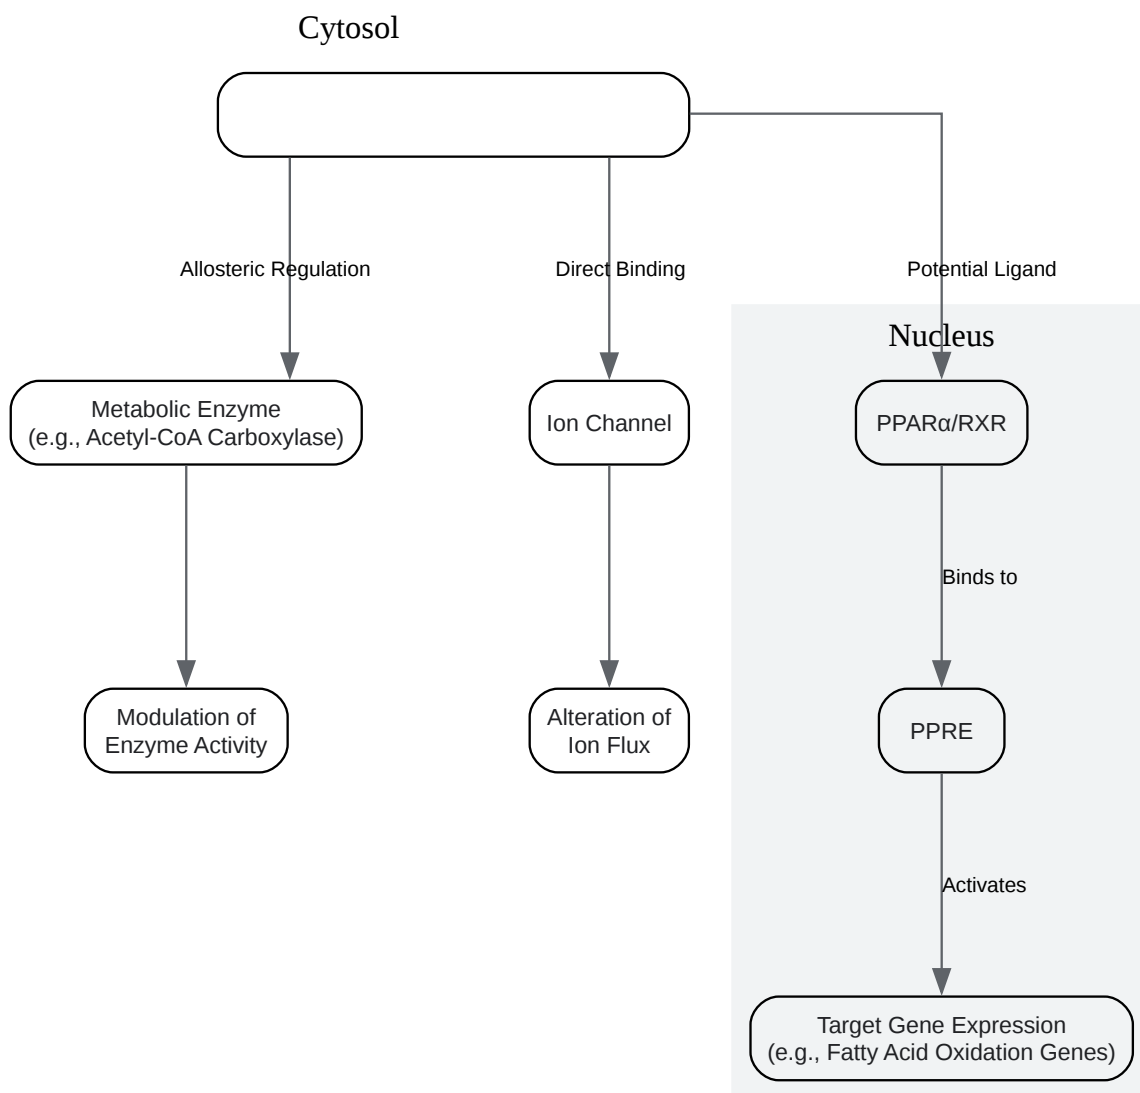 Cytosol
Allosteric Regulation
Direct Binding
Potential Ligand
Nucleus
Metabolic Enzyme
(e.g., Acetyl-CoA Carboxylase)
Ion Channel
PPARα/RXR
Binds to
Modulation of
Enzyme Activity
Alteration of
Ion Flux
PPRE
Activates
Target Gene Expression
(e.g., Fatty Acid Oxidation Genes)